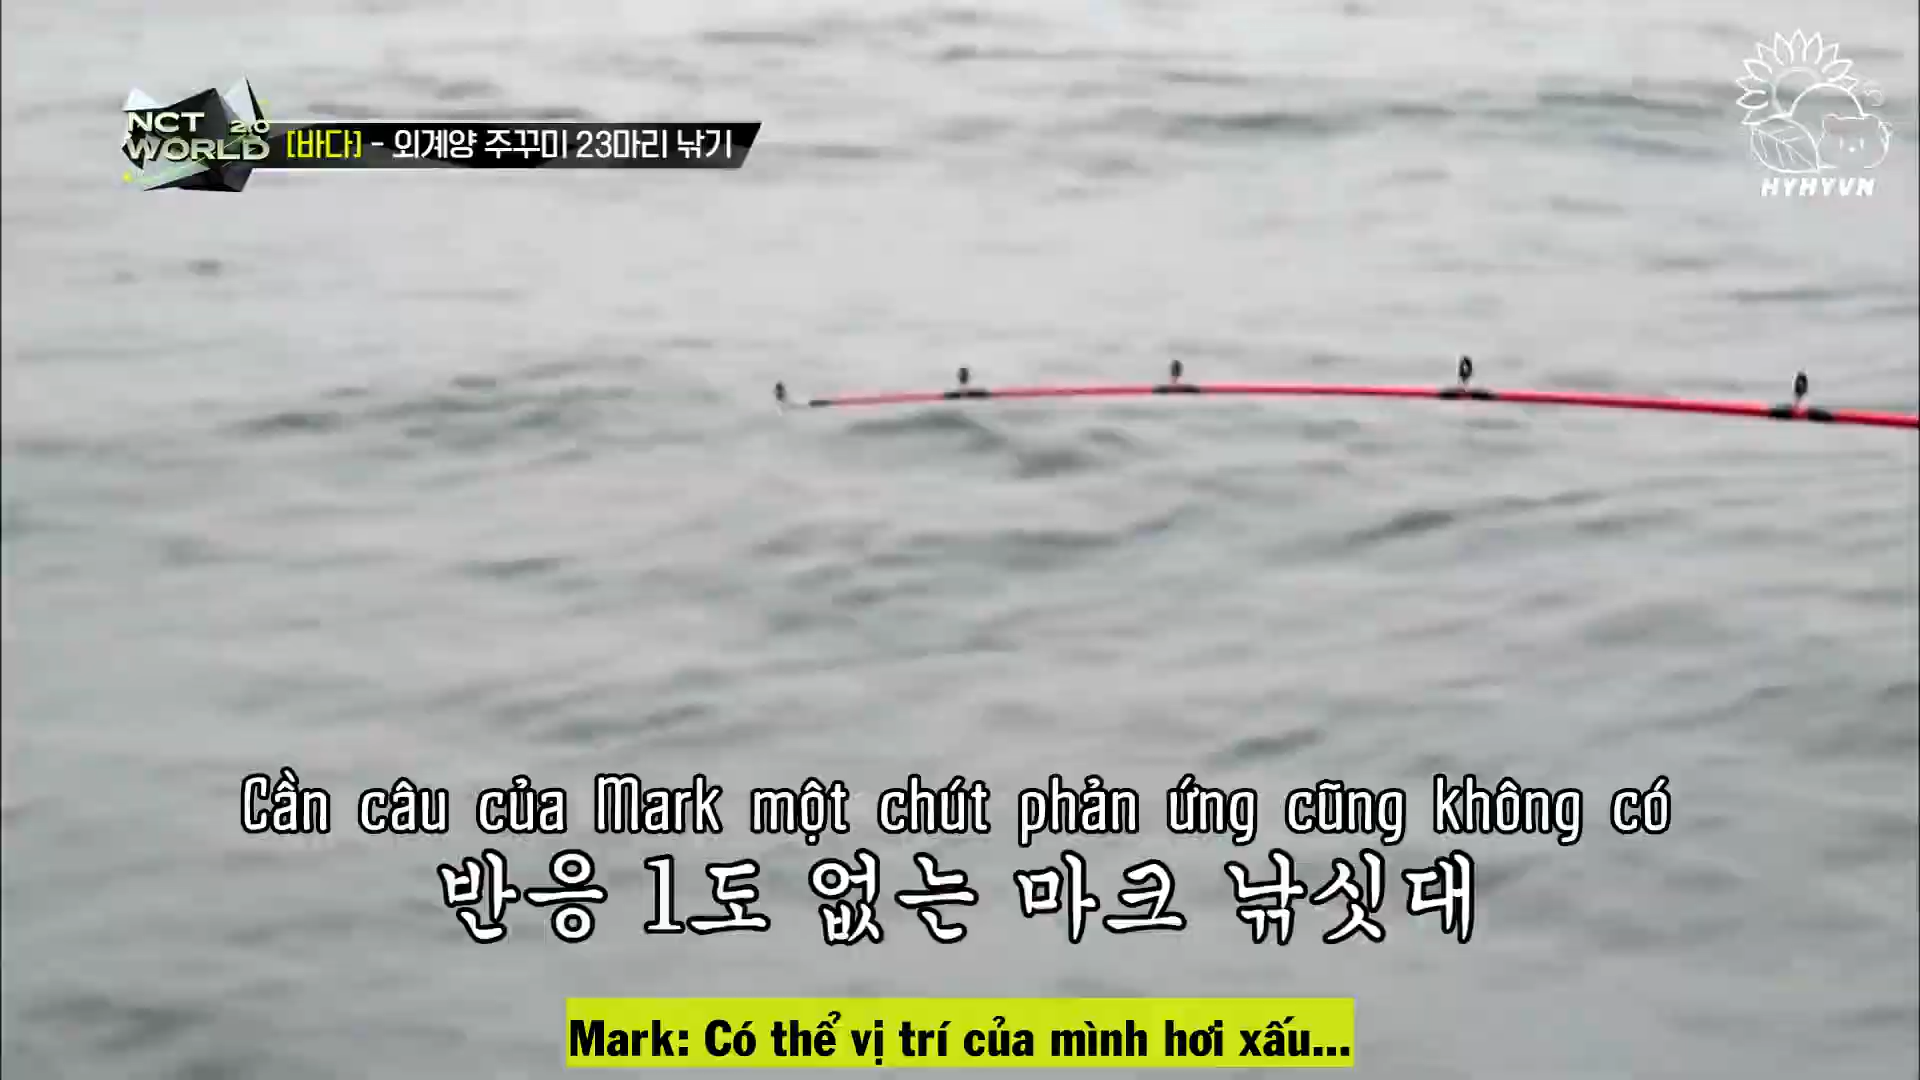 NCT 2.0
WORLD
[바다] - 외계양 주꾸미 23마리 낚기
HYHYVN
Cần câu của Mark một chút phản ứng cũng không có
반응 1도 없는 마크 낚싯대
Mark: Có thể vị trí của mình hơi xấu...